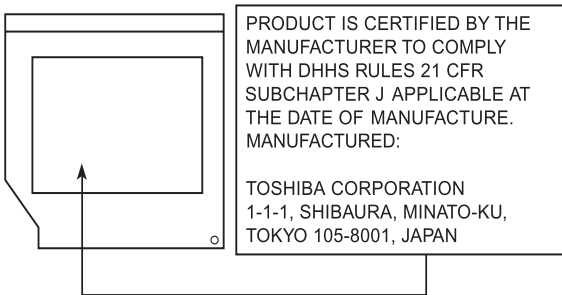 PRODUCT IS CERTIFIED BY THE
MANUFACTURER TO COMPLY
WITH DHHS RULES 21 CFR
SUBCHAPTER J APPLICABLE AT
THE DATE OF MANUFACTURE.
MANUFACTURED:
TOSHIBA CORPORATION
1-1-1, SHIBAURA, MINATO-KU,
TOKYO 105-8001, JAPAN